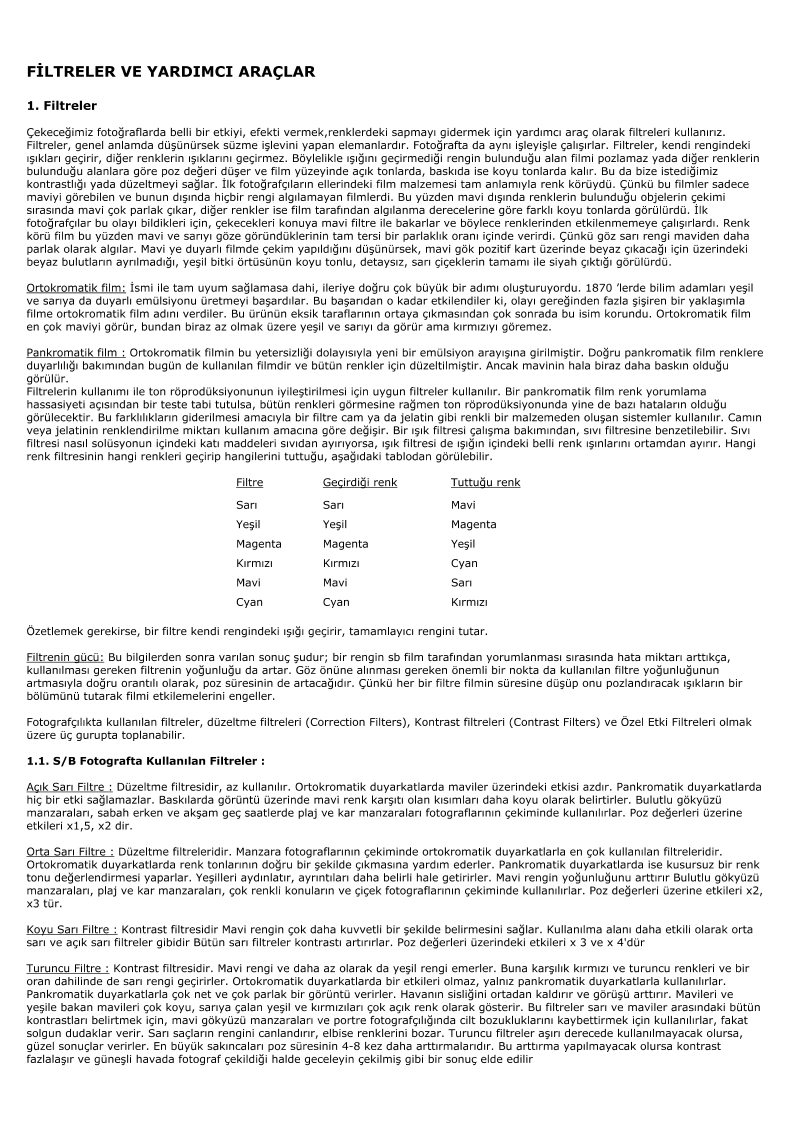 FİLTRELER VE YARDIMCI ARAÇLAR
1. Filtreler
Çekeceğimiz fotoğraflarda belli bir etkiyi, efekti vermek,renklerdeki sapmayı gidermek için yardımcı araç olarak filtreleri kullanırız.
Filtreler, genel anlamda düşünürsek süzme işlevini yapan elemanlardır. Fotoğrafta da aynı işleyişle çalışırlar. Filtreler, kendi rengindeki
ışıkları geçirir, diğer renklerin ışıklarını geçirmez. Böylelikle ışığını geçirmediği rengin bulunduğu alan filmi pozlamaz yada diğer renklerin
bulunduğu alanlara göre poz değeri düşer ve film yüzeyinde açık tonlarda, baskıda ise koyu tonlarda kalır. Bu da bize istediğimiz
kontrastlığı yada düzeltmeyi sağlar. İlk fotoğrafçıların ellerindeki film malzemesi tam anlamıyla renk körüydü. Çünkü bu filmler sadece
maviyi görebilen ve bunun dışında hiçbir rengi algılamayan filmlerdi. Bu yüzden mavi dışında renklerin bulunduğu objelerin çekimi
sırasında mavi çok parlak çıkar, diğer renkler ise film tarafından algılanma derecelerine göre farklı koyu tonlarda görülürdü. İlk
fotoğrafçılar bu olayı bildikleri için, çekecekleri konuya mavi filtre ile bakarlar ve böylece renklerinden etkilenmemeye çalışırlardı. Renk
körü film bu yüzden mavi ve sarıyı göze göründüklerinin tam tersi bir parlaklık oranı içinde verirdi. Çünkü göz sarı rengi maviden daha
parlak olarak algılar. Mavi ye duyarlı filmde çekim yapıldığını düşünürsek, mavi gök pozitif kart üzerinde beyaz çıkacağı için üzerindeki
beyaz bulutların ayrılmadığı, yeşil bitki örtüsünün koyu tonlu, detaysız, sarı çiçeklerin tamamı ile siyah çıktığı görülürdü.
Ortokromatik film: İsmi ile tam uyum sağlamasa dahi, ileriye doğru çok büyük bir adımı oluşturuyordu. 1870 'lerde bilim adamları yeşil
ve sarıya da duyarlı emülsiyonu üretmeyi başardılar. Bu başarıdan o kadar etkilendiler ki, olayı gereğinden fazla şişiren bir yaklaşımla
filme ortokromatik film adını verdiler. Bu ürünün eksik taraflarının ortaya çıkmasından çok sonrada bu isim korundu. Ortokromatik film
en çok maviyi görür, bundan biraz az olmak üzere yeşil ve sarıyı da görür ama kırmızıyı göremez.
Pankromatik film : Ortokromatik filmin bu yetersizliği dolayısıyla yeni bir emülsiyon arayışına girilmiştir. Doğru pankromatik film renklere
duyarlılığı bakımından bugün de kullanılan filmdir ve bütün renkler için düzeltilmiştir. Ancak mavinin hala biraz daha baskın olduğu
görülür.
Filtrelerin kullanımı ile ton röprodüksiyonunun iyileştirilmesi için uygun filtreler kullanılır. Bir pankromatik film renk yorumlama
hassasiyeti açısından bir teste tabi tutulsa, bütün renkleri görmesine rağmen ton röprodüksiyonunda yine de bazı hataların olduğu
görülecektir. Bu farklılıkların giderilmesi amacıyla bir filtre cam ya da jelatin gibi renkli bir malzemeden oluşan sistemler kullanılır. Camın
veya jelatinin renklendirilme miktarı kullanım amacına göre değişir. Bir ışık filtresi çalışma bakımından, sıvı filtresine benzetilebilir. Sıvı
filtresi nasıl solüsyonun içindeki katı maddeleri sıvıdan ayırıyorsa, ışık filtresi de ışığın içindeki belli renk ışınlarını ortamdan ayırır. Hangi
renk filtresinin hangi renkleri geçirip hangilerini tuttuğu, aşağıdaki tablodan görülebilir.
Filtre Geçirdiği renk Tuttuğu renk
Sarı Sarı Mavi
Yeşil Yeşil Magenta
Magenta Magenta Yeşil
Kırmızı Kırmızı Cyan
Mavi Mavi Sarı
Cyan Cyan Kırmızı
Özetlemek gerekirse, bir filtre kendi rengindeki ışığı geçirir, tamamlayıcı rengini tutar.
Filtrenin gücü: Bu bilgilerden sonra varılan sonuç şudur; bir rengin sb film tarafından yorumlanması sırasında hata miktarı arttıkça,
kullanılması gereken filtrenin yoğunluğu da artar. Göz önüne alınması gereken önemli bir nokta da kullanılan filtre yoğunluğunun
artmasıyla doğru orantılı olarak, poz süresinin de artacağıdır. Çünkü her bir filtre filmin süresine düşüp onu pozlandıracak ışıkların bir
bölümünü tutarak filmi etkilemelerini engeller.
Fotografçılıkta kullanılan filtreler, düzeltme filtreleri (Correction Filters), Kontrast filtreleri (Contrast Filters) ve Özel Etki Filtreleri olmak
üzere üç gurupta toplanabilir.
1.1. S/B Fotografta Kullanılan Filtreler :
Açık Sarı Filtre : Düzeltme filtresidir, az kullanılır. Ortokromatik duyarkatlarda maviler üzerindeki etkisi azdır. Pankromatik duyarkatlarda
hiç bir etki sağlamazlar. Baskılarda görüntü üzerinde mavi renk karşıtı olan kısımları daha koyu olarak belirtirler. Bulutlu gökyüzü
manzaraları, sabah erken ve akşam geç saatlerde plaj ve kar manzaraları fotograflarının çekiminde kullanılırlar. Poz değerleri üzerine
etkileri x1,5, x2 dir.
Orta Sarı Filtre : Düzeltme filtreleridir. Manzara fotograflarının çekiminde ortokromatik duyarkatlarla en çok kullanılan filtreleridir.
Ortokromatik duyarkatlarda renk tonlarının doğru bir şekilde çıkmasına yardım ederler. Pankromatik duyarkatlarda ise kusursuz bir renk
tonu değerlendirmesi yaparlar. Yeşilleri aydınlatır, ayrıntıları daha belirli hale getirirler. Mavi rengin yoğunluğunu arttırır Bulutlu gökyüzü
manzaraları, plaj ve kar manzaraları, çok renkli konuların ve çiçek fotograflarının çekiminde kullanılırlar. Poz değerleri üzerine etkileri x2,
x3 tür.
Koyu Sarı Filtre : Kontrast filtresidir Mavi rengin çok daha kuvvetli bir şekilde belirmesini sağlar. Kullanılma alanı daha etkili olarak orta
sarı ve açık sarı filtreler gibidir Bütün sarı filtreler kontrastı artırırlar. Poz değerleri üzerindeki etkileri x 3 ve x 4'dür
Turuncu Filtre : Kontrast filtresidir. Mavi rengi ve daha az olarak da yeşil rengi emerler. Buna karşılık kırmızı ve turuncu renkleri ve bir
oran dahilinde de sarı rengi geçirirler. Ortokromatik duyarkatlarda bir etkileri olmaz, yalnız pankromatik duyarkatlarla kullanılırlar.
Pankromatik duyarkatlarla çok net ve çok parlak bir görüntü verirler. Havanın sisliğini ortadan kaldırır ve görüşü arttırır. Mavileri ve
yeşile bakan mavileri çok koyu, sarıya çalan yeşil ve kırmızıları çok açık renk olarak gösterir. Bu filtreler sarı ve maviler arasındaki bütün
kontrastları belirtmek için, mavi gökyüzü manzaraları ve portre fotografçılığında cilt bozukluklarını kaybettirmek için kullanılırlar, fakat
solgun dudaklar verir. Sarı saçların rengini canlandırır, elbise renklerini bozar. Turuncu filtreler aşırı derecede kullanılmayacak olursa,
güzel sonuçlar verirler. En büyük sakıncaları poz süresinin 4-8 kez daha arttırmalarıdır. Bu arttırma yapılmayacak olursa kontrast
fazlalaşır ve güneşli havada fotograf çekildiği halde geceleyin çekilmiş gibi bir sonuç elde edilir